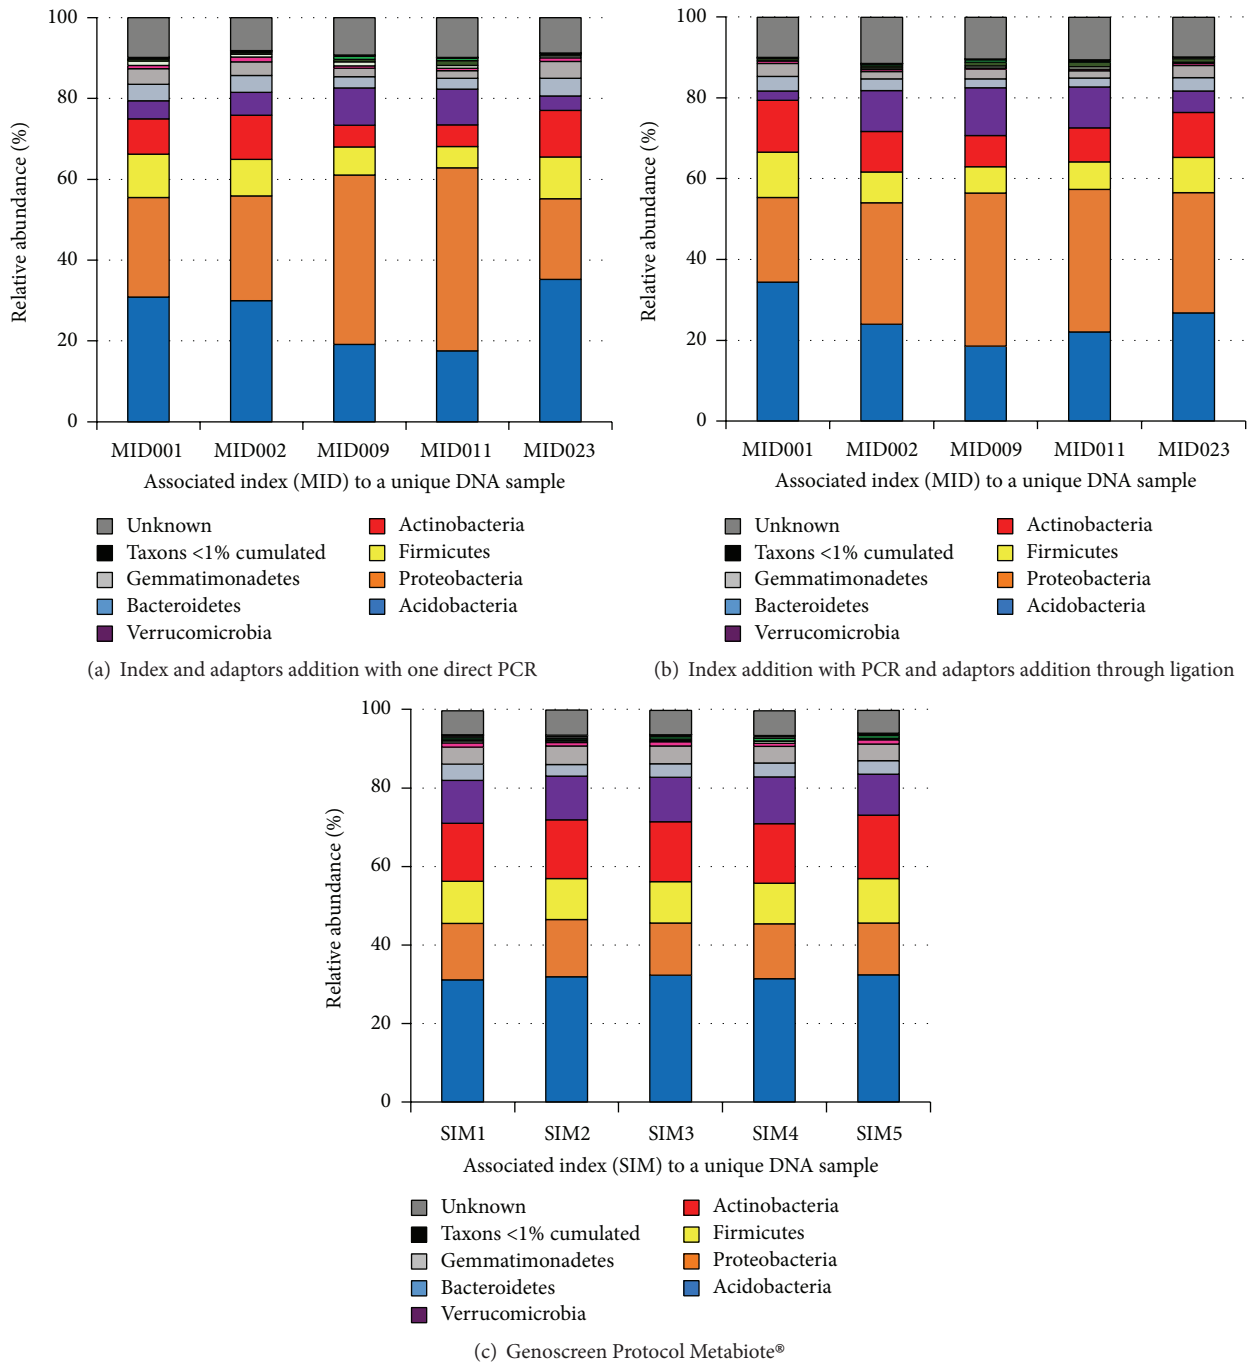 100
80
60
40
20
0
Relative abundance (%)
MID001 MID002 MID009 MID011 MID023
Associated index (MID) to a unique DNA sample
Unknown
Taxons <1% cumulated
Gemmatimonadetes
Bacteroidetes
Verrucomicrobia
Actinobacteria
Firmicutes
Proteobacteria
Acidobacteria
(a) Index and adaptors addition with one direct PCR
100
80
60
40
20
0
Relative abundance (%)
MID001 MID002 MID009 MID011 MID023
Associated index (MID) to a unique DNA sample
Unknown
Taxons <1% cumulated
Gemmatimonadetes
Bacteroidetes
Verrucomicrobia
Actinobacteria
Firmicutes
Proteobacteria
Acidobacteria
(b) Index addition with PCR and adaptors addition through ligation
100
80
60
40
20
0
Relative abundance (%)
SIM1 SIM2 SIM3 SIM4 SIM5
Associated index (SIM) to a unique DNA sample
Unknown
Taxons <1% cumulated
Gemmatimonadetes
Bacteroidetes
Verrucomicrobia
Actinobacteria
Firmicutes
Proteobacteria
Acidobacteria
(c) Genoscreen Protocol Metabiote®